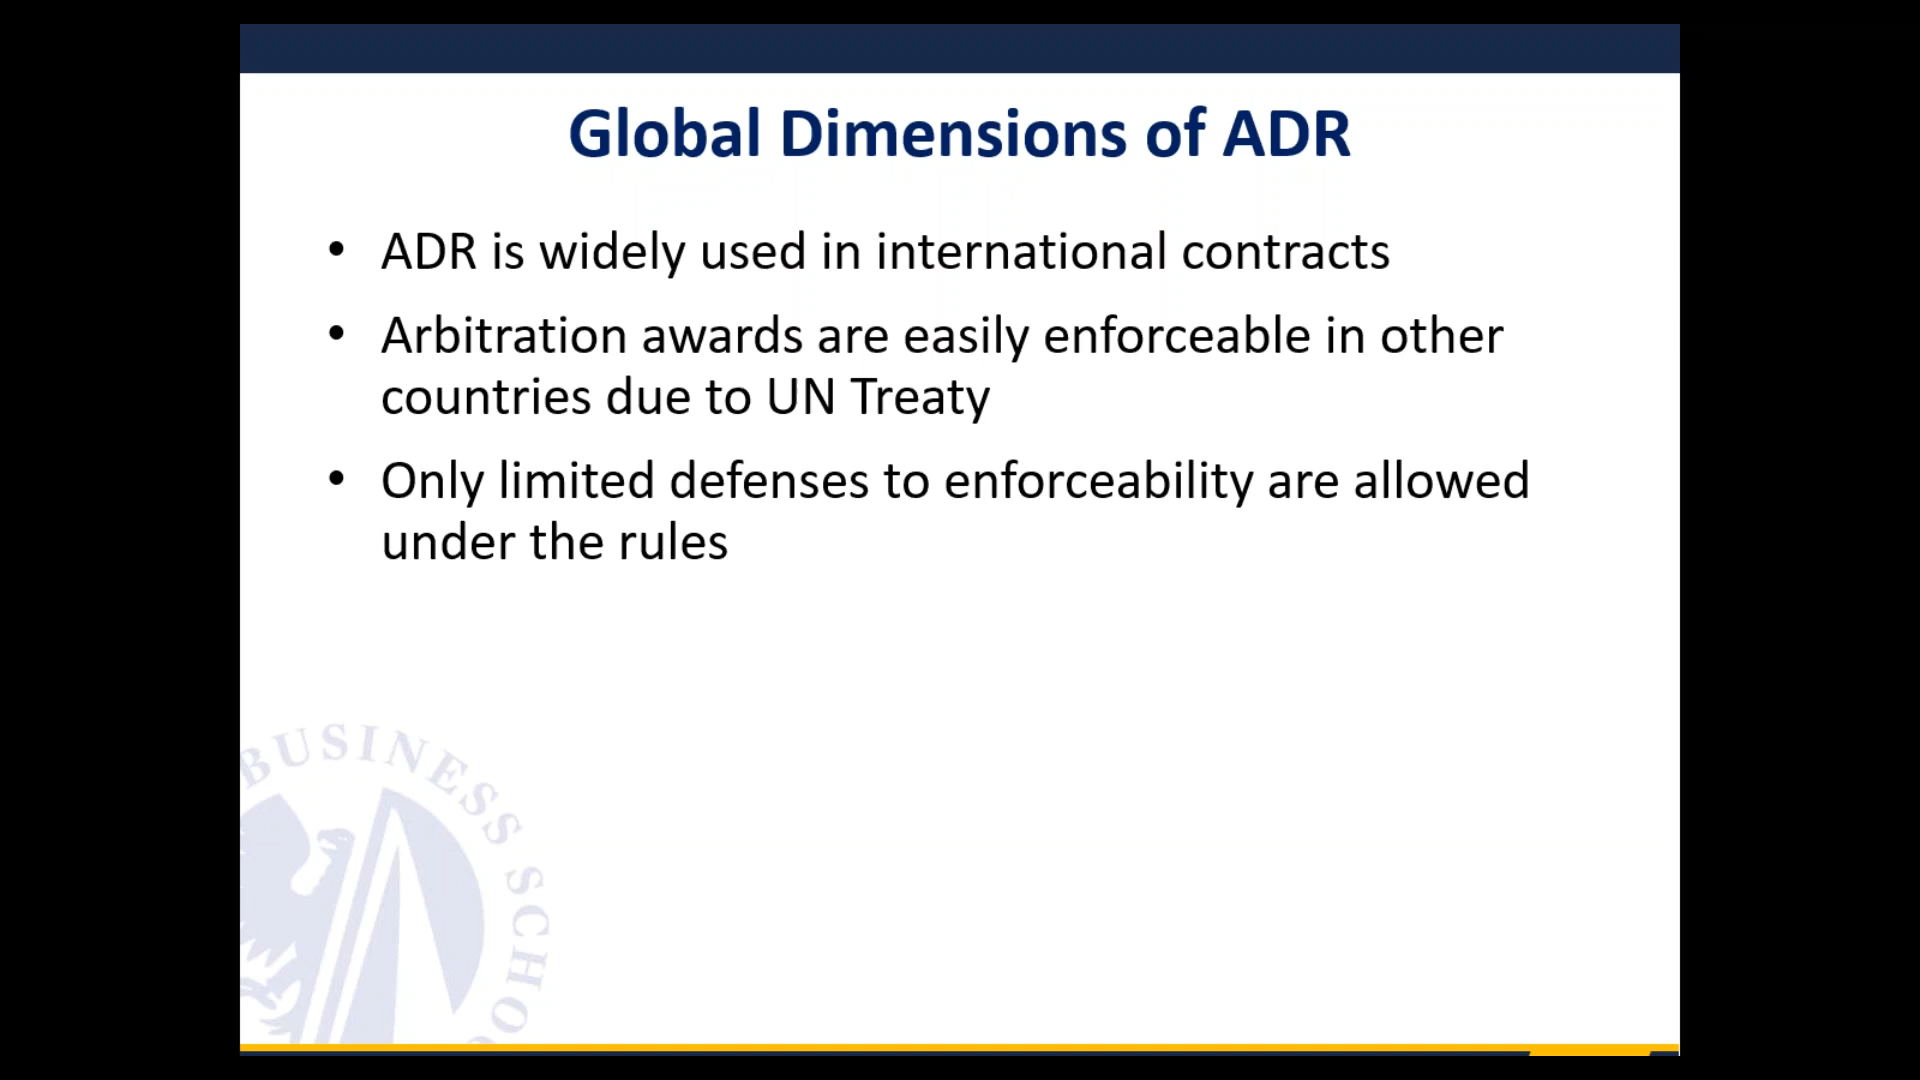 Global Dimensions of ADR
• ADR is widely used in international contracts
• Arbitration awards are easily enforceable in other
countries due to UN Treaty
• Only limited defenses to enforceability are allowed
under the rules
BUSINESS SCHO